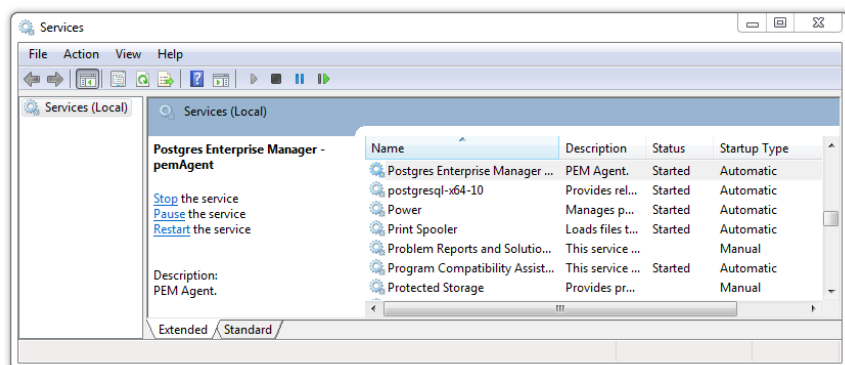 Services
File Action View Help
Services (Local)
Services (Local)
Postgres Enterprise Manager - pemAgent
Stop the service
Pause the service
Restart the service
Description:
PEM Agent.
Name Description Status Startup Type
Postgres Enterprise Manager ... PEM Agent. Started Automatic
postgresql-x64-10 Provides rel... Started Automatic
Power Manages p... Started Automatic
Print Spooler Loads files t... Started Automatic
Problem Reports and Solutio... This service ... Manual
Program Compatibility Assist... This service ... Started Automatic
Protected Storage Provides pr... Manual
Extended Standard